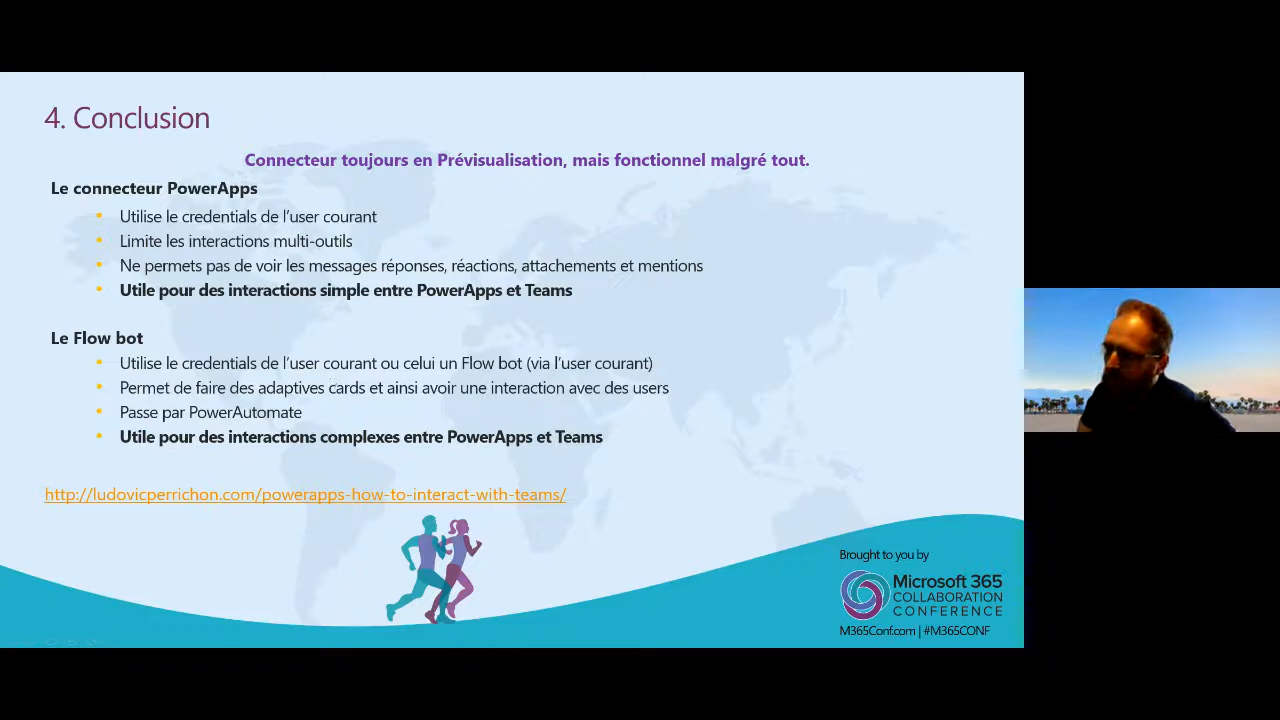 4. Conclusion
Connecteur toujours en Prévisualisation, mais fonctionnel malgré tout.
Le connecteur PowerApps
Utilise le credentials de l'user courant
Limite les interactions multi-outils
Ne permets pas de voir les messages réponses, réactions, attachements et mentions
Utile pour des interactions simple entre PowerApps et Teams
Le Flow bot
Utilise le credentials de l'user courant ou celui un Flow bot (via l'user courant)
Permet de faire des adaptives cards et ainsi avoir une interaction avec des users
Passe par PowerAutomate
Utile pour des interactions complexes entre PowerApps et Teams
http://ludovicperrichon.com/powerapps-how-to-interact-with-teams/
Brought to you by
Microsoft 365
COLLABORATION
CONFERENCE
M365Conf.com | #M365CONF